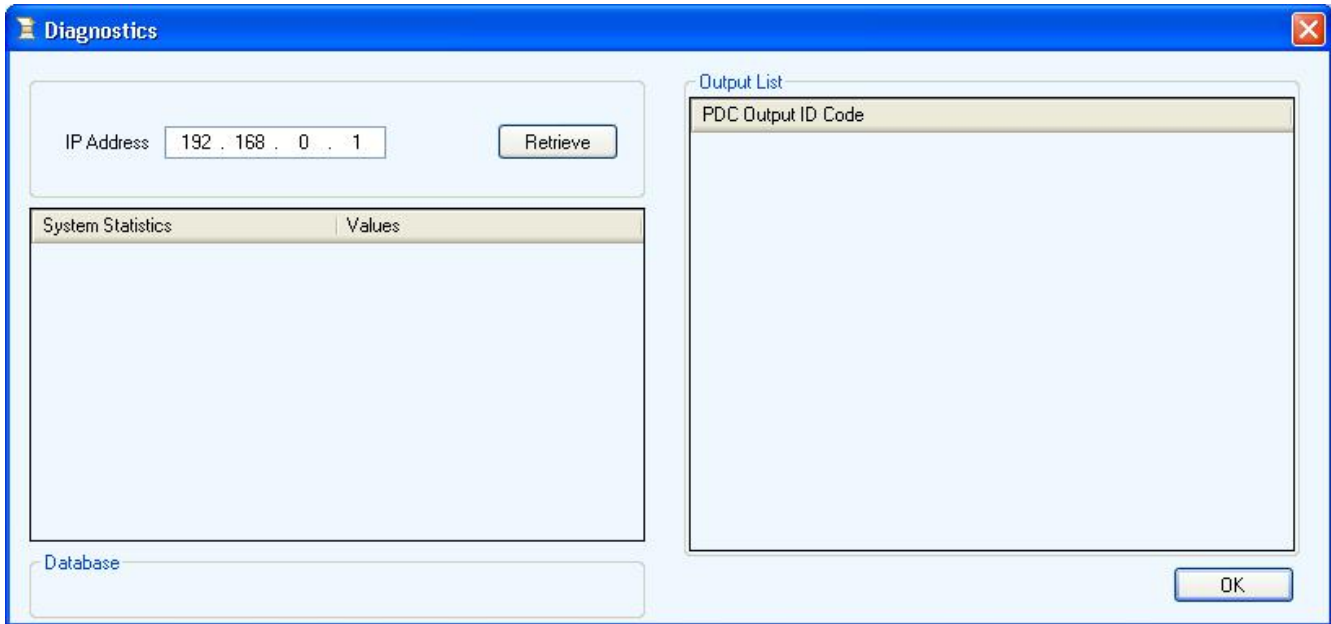 Diagnostics
IP Address 192 . 168 . 0 . 1 Retrieve
System Statistics Values
Database
Output List
PDC Output ID Code
OK